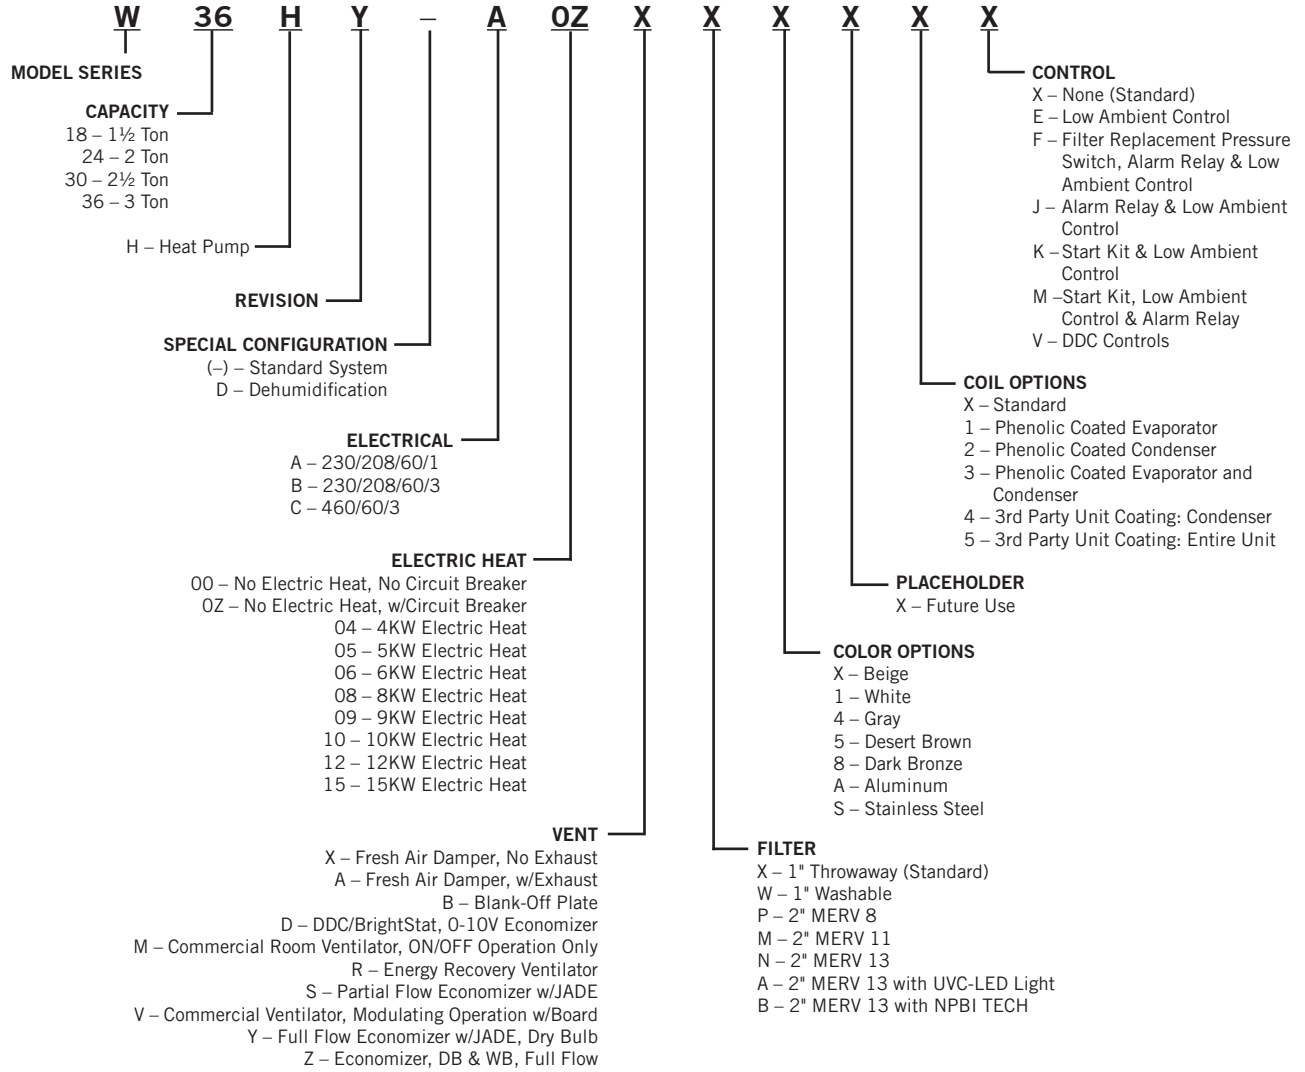 W 36 H Y – A 0Z X X X X X X
MODEL SERIES
CAPACITY
18 – 1½ Ton
24 – 2 Ton
30 – 2½ Ton
36 – 3 Ton
H – Heat Pump
REVISION
SPECIAL CONFIGURATION
(–) – Standard System
D – Dehumidification
ELECTRICAL
A – 230/208/60/1
B – 230/208/60/3
C – 460/60/3
ELECTRIC HEAT
00 – No Electric Heat, No Circuit Breaker
0Z – No Electric Heat, w/Circuit Breaker
04 – 4KW Electric Heat
05 – 5KW Electric Heat
06 – 6KW Electric Heat
08 – 8KW Electric Heat
09 – 9KW Electric Heat
10 – 10KW Electric Heat
12 – 12KW Electric Heat
15 – 15KW Electric Heat
VENT
X – Fresh Air Damper, No Exhaust
A – Fresh Air Damper, w/Exhaust
B – Blank-Off Plate
D – DDC/BrightStat, 0-10V Economizer
M – Commercial Room Ventilator, ON/OFF Operation Only
R – Energy Recovery Ventilator
S – Partial Flow Economizer w/JADE
V – Commercial Ventilator, Modulating Operation w/Board
Y – Full Flow Economizer w/JADE, Dry Bulb
Z – Economizer, DB & WB, Full Flow
FILTER
X – 1" Throwaway (Standard)
W – 1" Washable
P – 2" MERV 8
M – 2" MERV 11
N – 2" MERV 13
A – 2" MERV 13 with UVC-LED Light
B – 2" MERV 13 with NPBI TECH
COLOR OPTIONS
X – Beige
1 – White
4 – Gray
5 – Desert Brown
8 – Dark Bronze
A – Aluminum
S – Stainless Steel
PLACEHOLDER
X – Future Use
COIL OPTIONS
X – Standard
1 – Phenolic Coated Evaporator
2 – Phenolic Coated Condenser
3 – Phenolic Coated Evaporator and
Condenser
4 – 3rd Party Unit Coating: Condenser
5 – 3rd Party Unit Coating: Entire Unit
CONTROL
X – None (Standard)
E – Low Ambient Control
F – Filter Replacement Pressure
Switch, Alarm Relay & Low
Ambient Control
J – Alarm Relay & Low Ambient
Control
K – Start Kit & Low Ambient
Control
M –Start Kit, Low Ambient
Control & Alarm Relay
V – DDC Controls